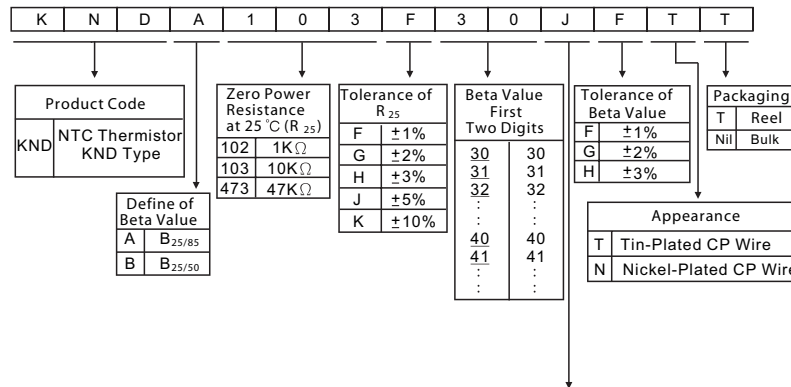 K N D A 1 0 3 F 3 0 J F T T
Product Code
KND NTC Thermistor
KND Type
Define of
Beta Value
A B25/85
B B25/50
Zero Power
Resistance
at 25 ℃ (R 25)
102 1KΩ
103 10KΩ
473 47KΩ
Tolerance of
R 25
F ±1%
G ±2%
H ±3%
J ±5%
K ±10%
Beta Value
First
Two Digits
30 30
31 31
32 32
: :
: :
40 40
41 41
: :
: :
Tolerance of
Beta Value
F ±1%
G ±2%
H ±3%
Appearance
T Tin-Plated CP Wire
N Nickel-Plated CP Wire
Packaging
T Reel
Nil Bulk